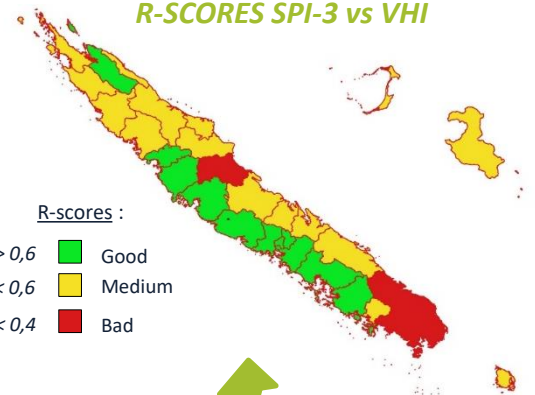 R-SCORES SPI-3 vs VHI
R-scores :
> 0,6 Good
< 0,6 Medium
< 0,4 Bad